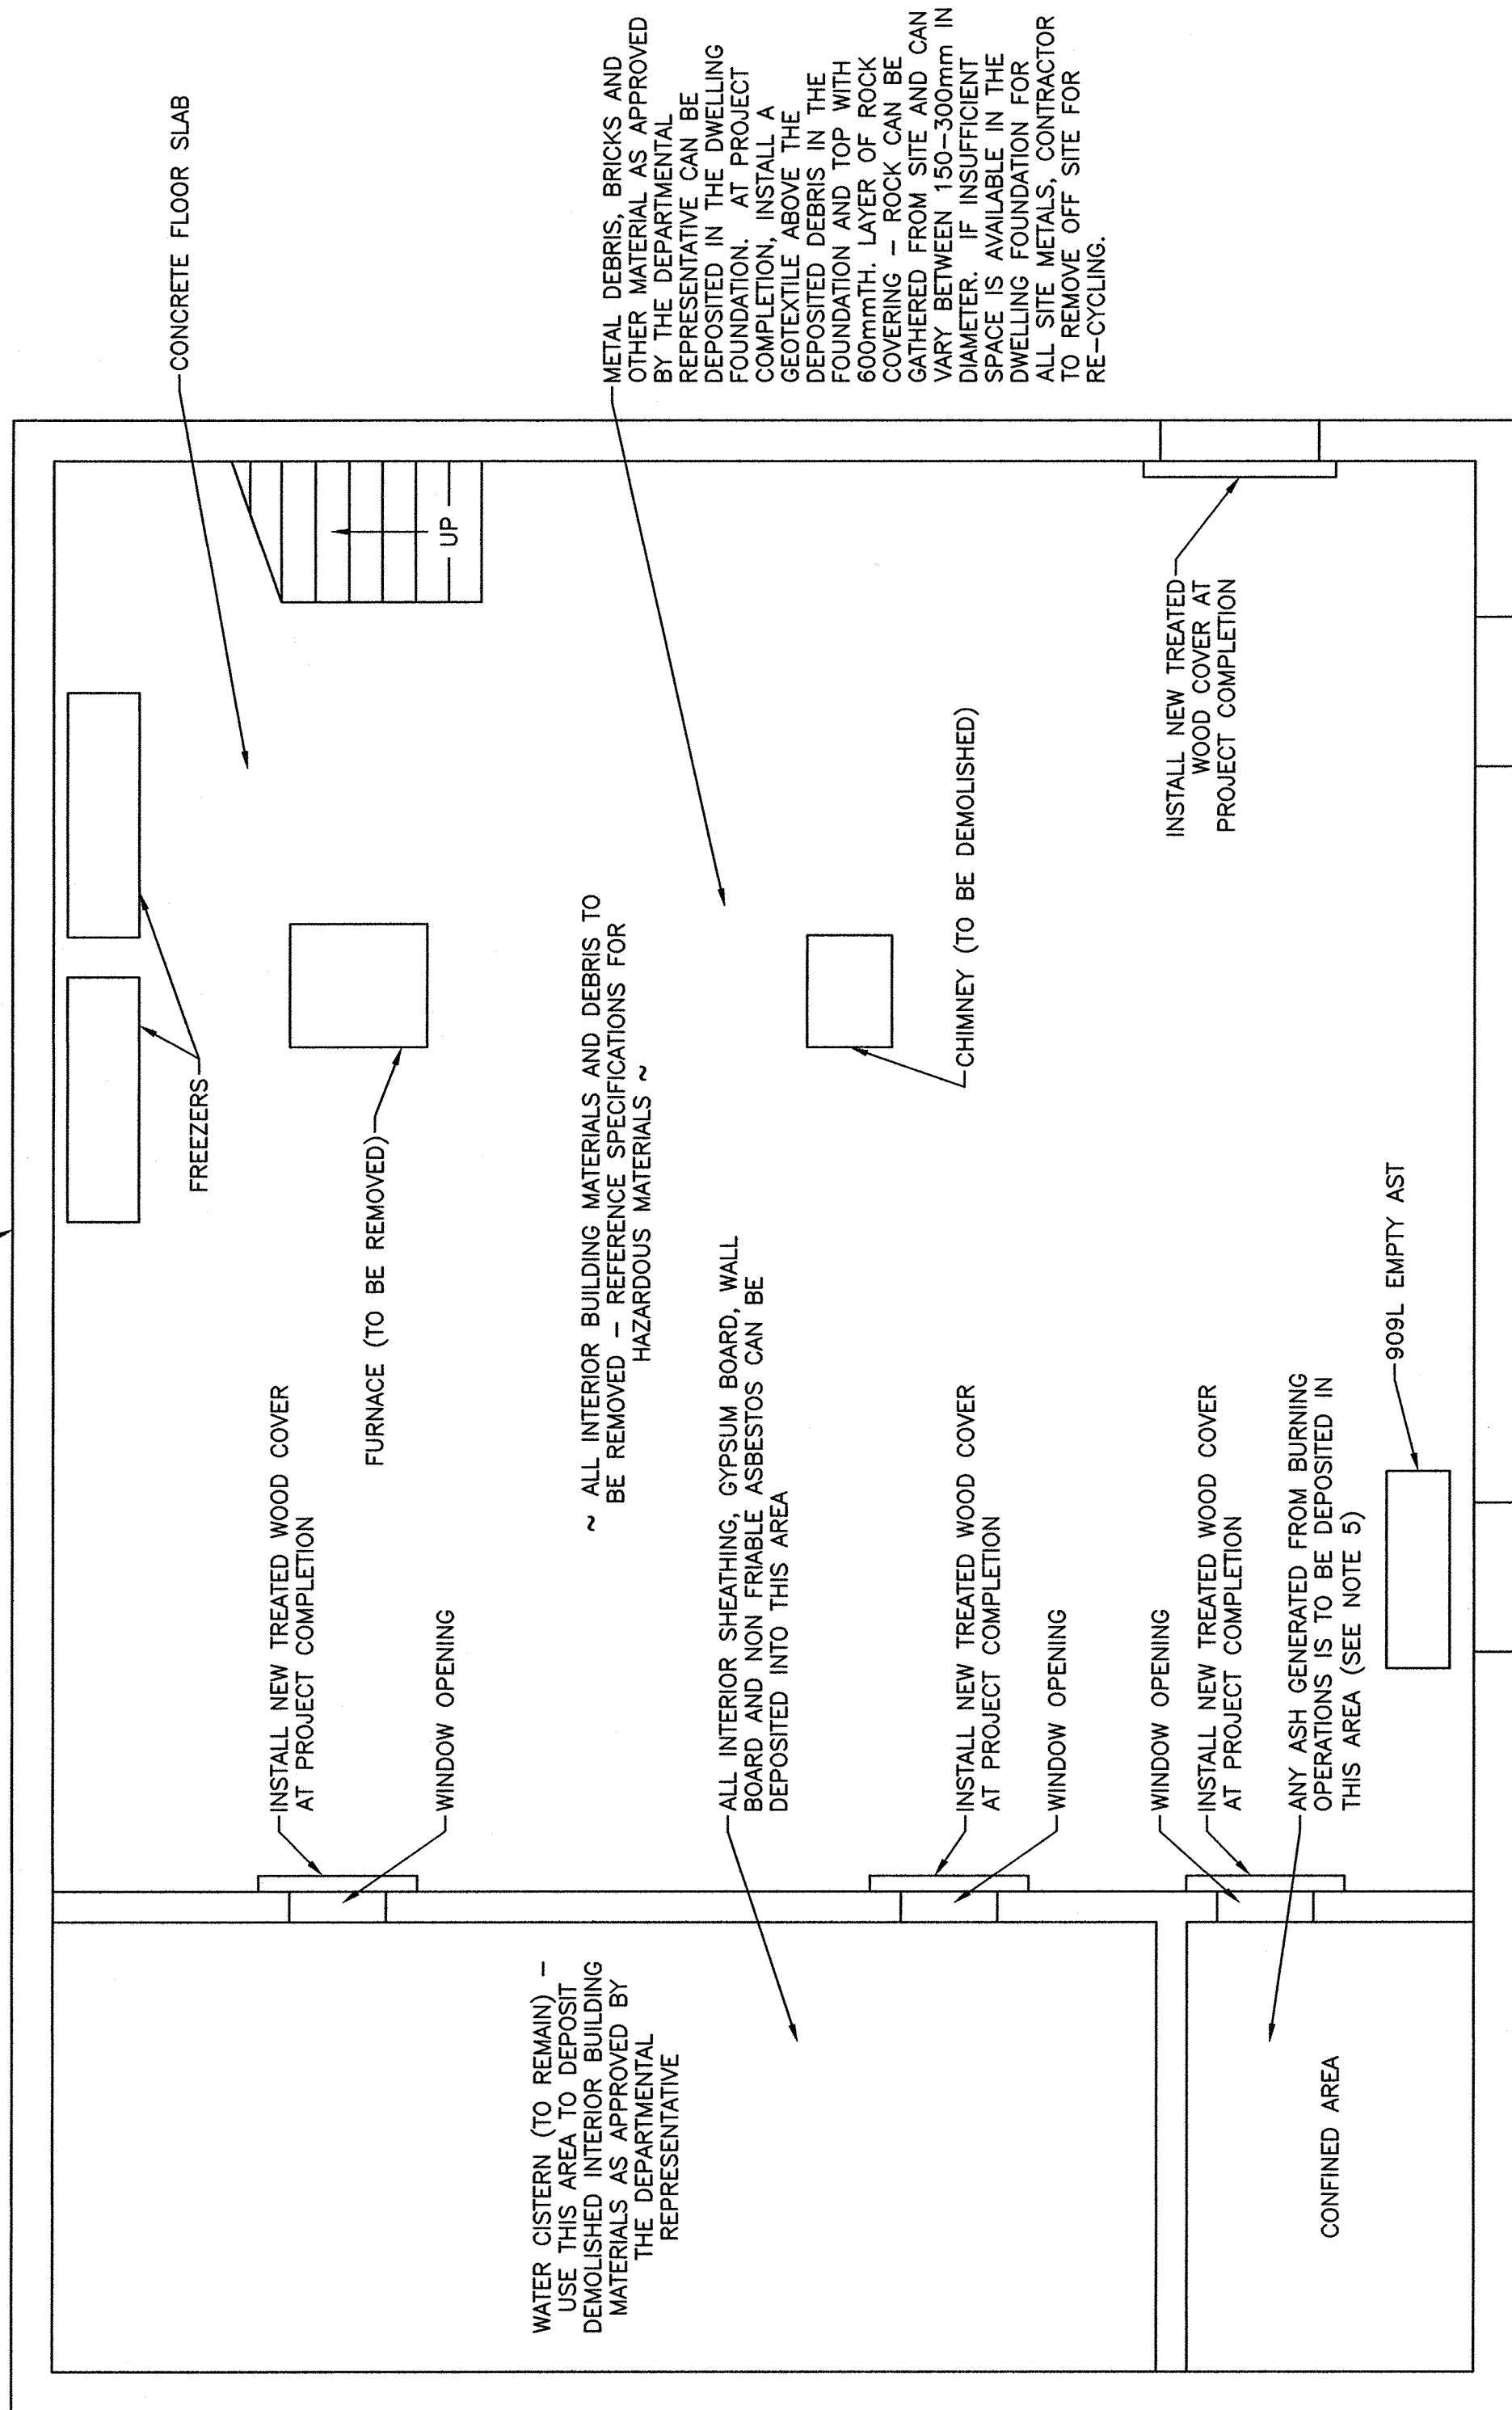 CONCRETE FLOOR SLAB
FREEZERS
UP
FURNACE (TO BE REMOVED)
INSTALL NEW TREATED WOOD COVER
AT PROJECT COMPLETION
WINDOW OPENING
METAL DEBRIS, BRICKS AND
OTHER MATERIAL AS APPROVED
BY THE DEPARTMENTAL
REPRESENTATIVE CAN BE
DEPOSITED IN THE DWELLING
FOUNDATION. AT PROJECT
COMPLETION, INSTALL A
GEOTEXTILE ABOVE THE
DEPOSITED DEBRIS IN THE
FOUNDATION AND TOP WITH
600mmTH. LAYER OF ROCK
COVERING – ROCK CAN BE
GATHERED FROM SITE AND CAN
VARY BETWEEN 150–300mm IN
DIAMETER. IF INSUFFICIENT
SPACE IS AVAILABLE IN THE
DWELLING FOUNDATION FOR
ALL SITE METALS, CONTRACTOR
TO REMOVE OFF SITE FOR
RE–CYCLING.
~ ALL INTERIOR BUILDING MATERIALS AND DEBRIS TO
BE REMOVED – REFERENCE SPECIFICATIONS FOR
HAZARDOUS MATERIALS ~
WATER CISTERN (TO REMAIN) –
USE THIS AREA TO DEPOSIT
DEMOLISHED INTERIOR BUILDING
MATERIALS AS APPROVED BY
THE DEPARTMENTAL
REPRESENTATIVE
ALL INTERIOR SHEATHING, GYPSUM BOARD, WALL
BOARD AND NON FRIABLE ASBESTOS CAN BE
DEPOSITED INTO THIS AREA
CHIMNEY (TO BE DEMOLISHED)
INSTALL NEW TREATED WOOD COVER
AT PROJECT COMPLETION
WINDOW OPENING
WINDOW OPENING
INSTALL NEW TREATED WOOD COVER
AT PROJECT COMPLETION
INSTALL NEW TREATED
WOOD COVER AT
PROJECT COMPLETION
ANY ASH GENERATED FROM BURNING
OPERATIONS IS TO BE DEPOSITED IN
THIS AREA (SEE NOTE 5)
CONFINED AREA
909L EMPTY AST